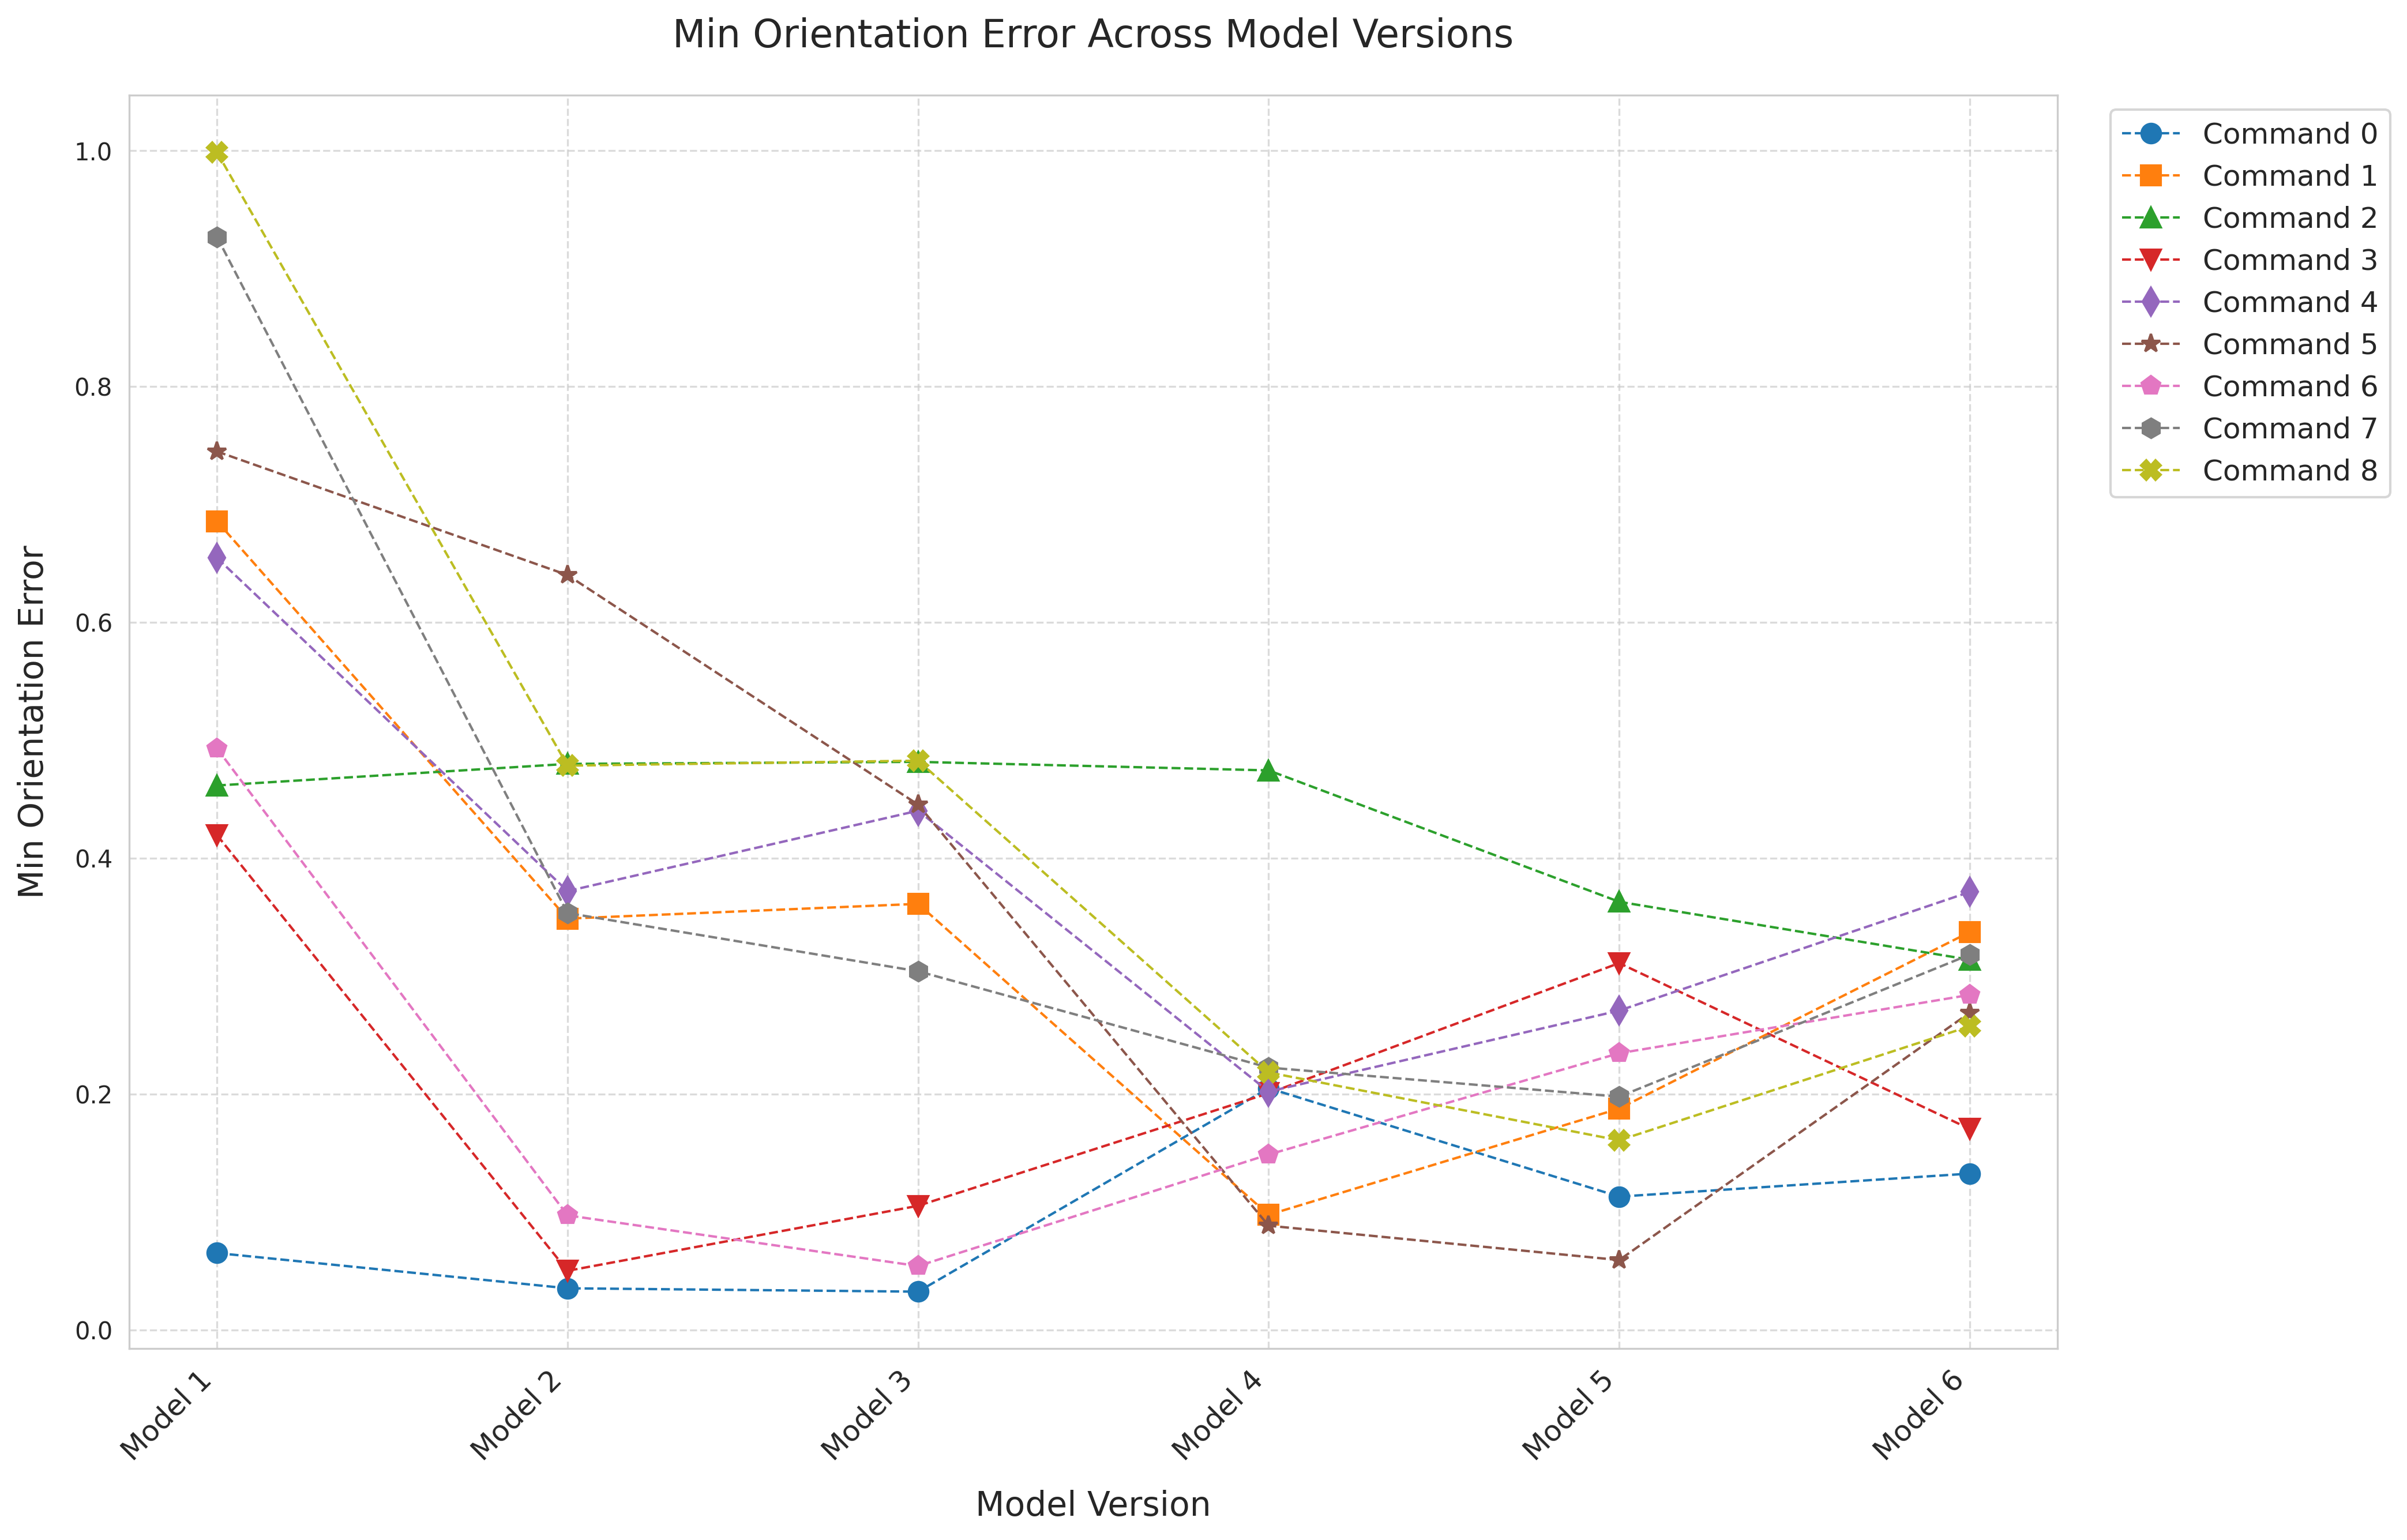 Min Orientation Error Across Model Versions
Min Orientation Error
1.0
0.8
0.6
0.4
0.2
0.0
Model 1
Model 2
Model 3
Model 4
Model 5
Model 6
Model Version
Command 0
Command 1
Command 2
Command 3
Command 4
Command 5
Command 6
Command 7
Command 8